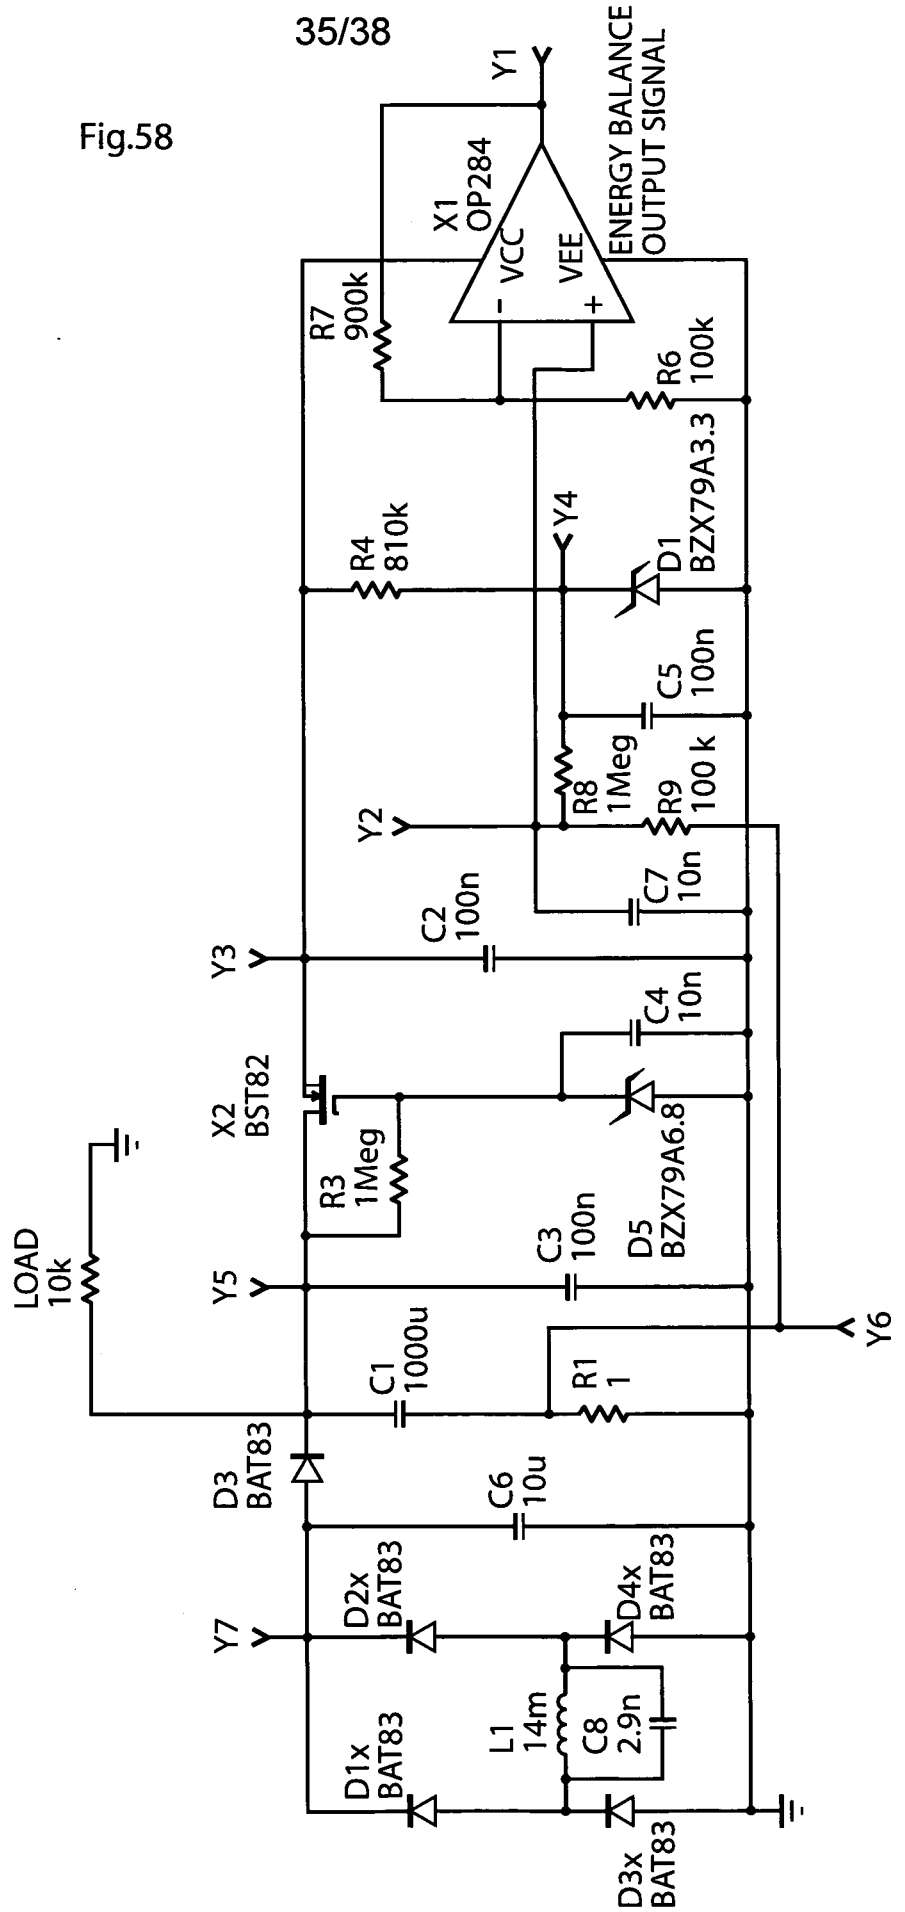 35/38
Fig.58
Y1
ENERGY BALANCE
OUTPUT SIGNAL
X1
OP284
VCC
VEE
-
+
R7
900k
R6
100k
R4
810k
Y4
D1
BZX79A3.3
C5
100n
R8
1Meg
R9
100 k
Y2
C7
10n
C2
100n
Y3
C4
10n
X2
BST82
R3
1Meg
D5
BZX79A6.8
LOAD
10k
C3
100n
Y5
Y6
C1
1000u
R1
1
D3
BAT83
C6
10u
D2x
BAT83
D4x
BAT83
Y7
L1
14m
C8
2.9n
D1x
BAT83
D3x
BAT83